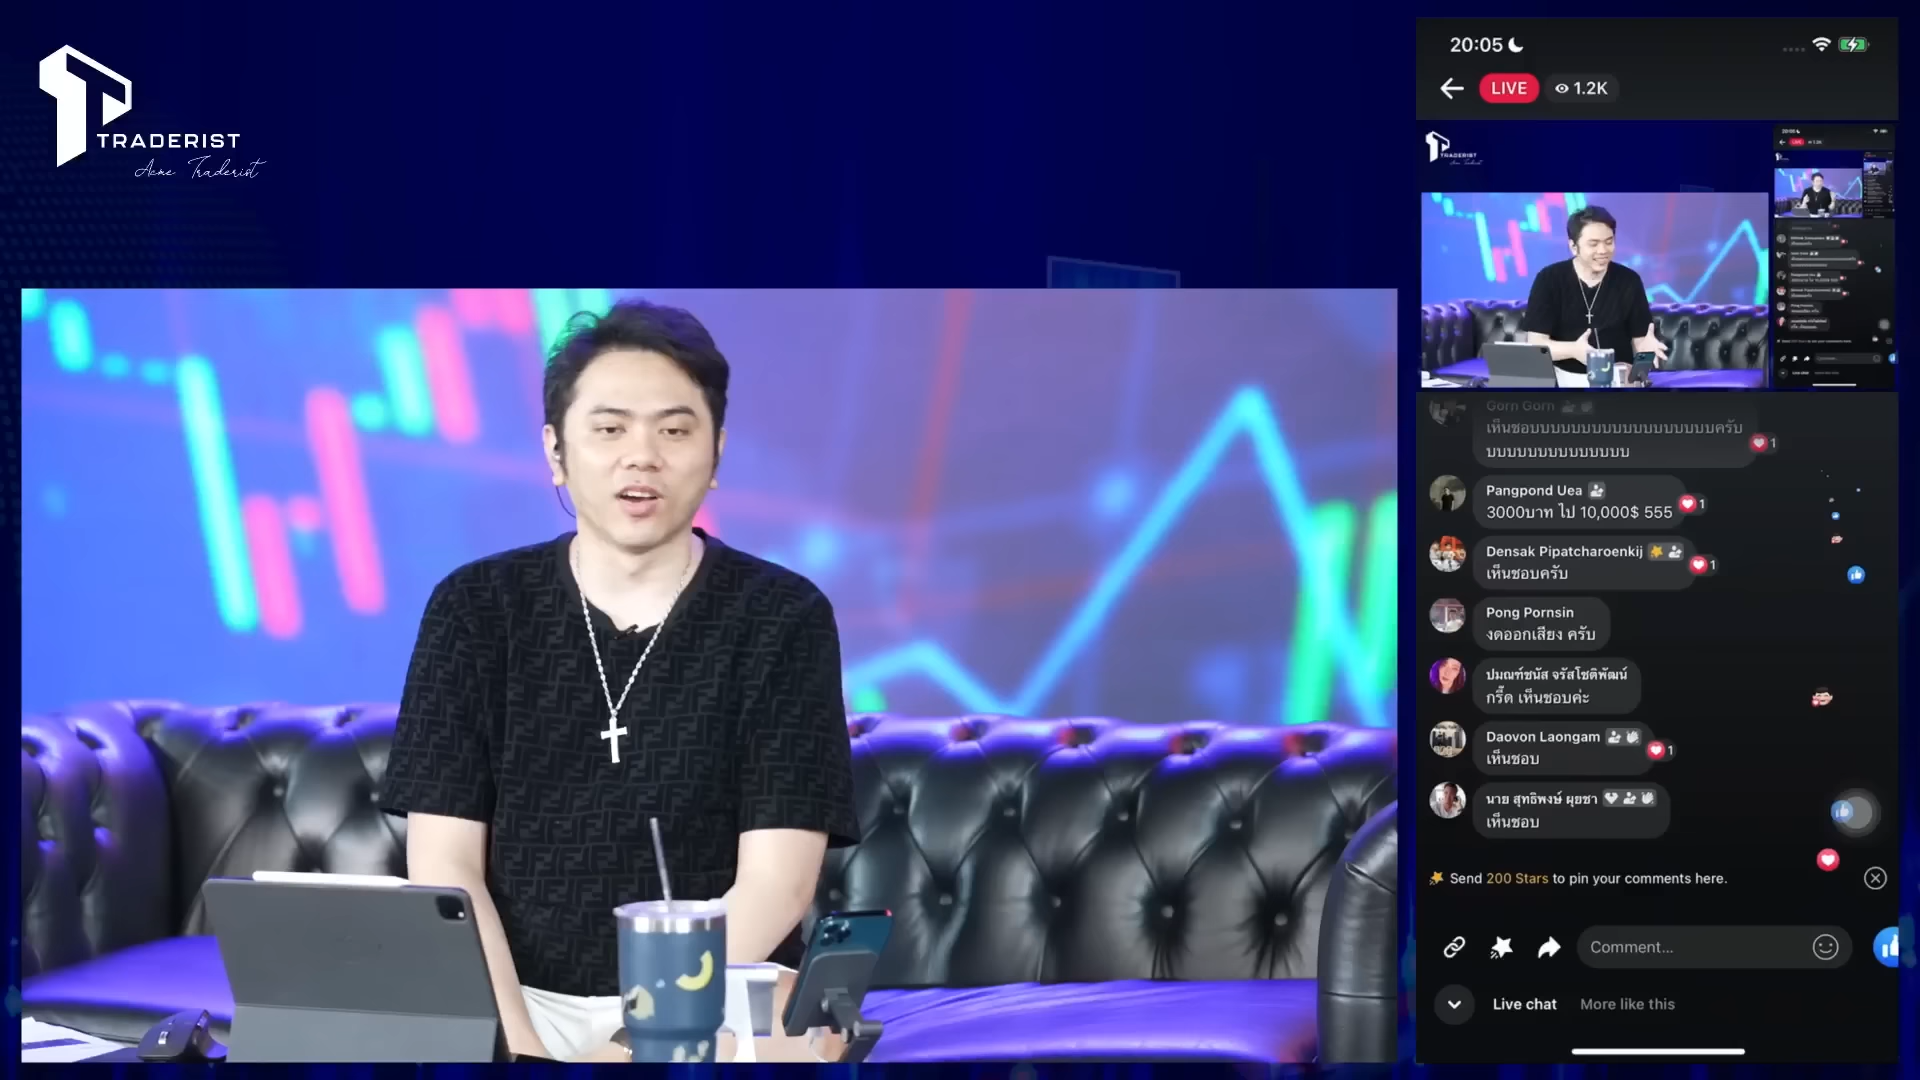 TRADERIST
Acme Traderist
20:05
LIVE
1.2K
TRADERIST
Gorn Gorn
เห็นชอบบบบบบบบบบบบบบบบบบบครับ
บบบบบบบบบบบบบบ
1
Pangpond Uea
3000บาท ไป 10,000$ 555
1
Densak Pipatcharoenkij
เห็นชอบครับ
1
Pong Pornsin
งดออกเสียง ครับ
ปมณฑ์ชนัส จรัสโชติพัฒน์
กรี๊ด เห็นชอบค่ะ
Daovon Laongam
เห็นชอบ
1
นาย สุทธิพงษ์ ผุยชา
เห็นชอบ
Send 200 Stars to pin your comments here.
Comment...
Live chat
More like this